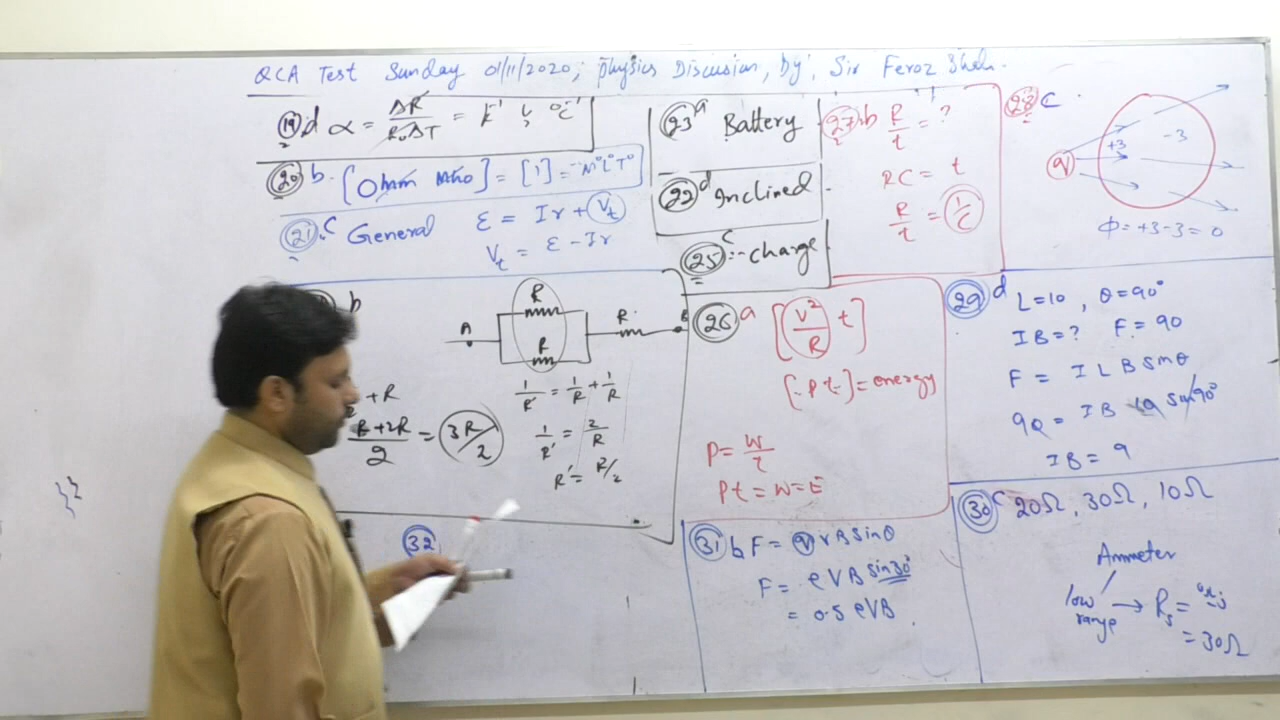 QCA Test Sunday 01/11/2020, Physics Discussion, by, Sir Feroz Shah.
19 d α = ΔR / R₀ΔT = K⁻¹
20 b. [Ohm Mho] = [1] = M⁰L⁰T⁰
21 c General ε = Ir + Vt
Vt = ε - Ir
23 a Battery
22 d Inclined
25 c - charge
27 b R/t = ?
RC = t
R/t = 1/C
28 c
q +3 -3
Φ = +3-3=0
b
A R R R B
+ R
R+2R / 2 = 3R/2
1/R' = 1/R + 1/R
1/R' = 2/R
R' = R/2
26 a [V²/R t]
[P t] = energy
P = W/t
Pt = W = E
29 d L=10, θ=90°
IB=? F=90
F = I L B Sinθ
90 = IB 10 Sin90°
IB = 9
32
31 b F = qvBSinθ
F = eVB Sin30°
= 0.5 eVB.
30 c 20Ω, 30Ω, 10Ω
Ammeter
low range → Rs =
= 30Ω